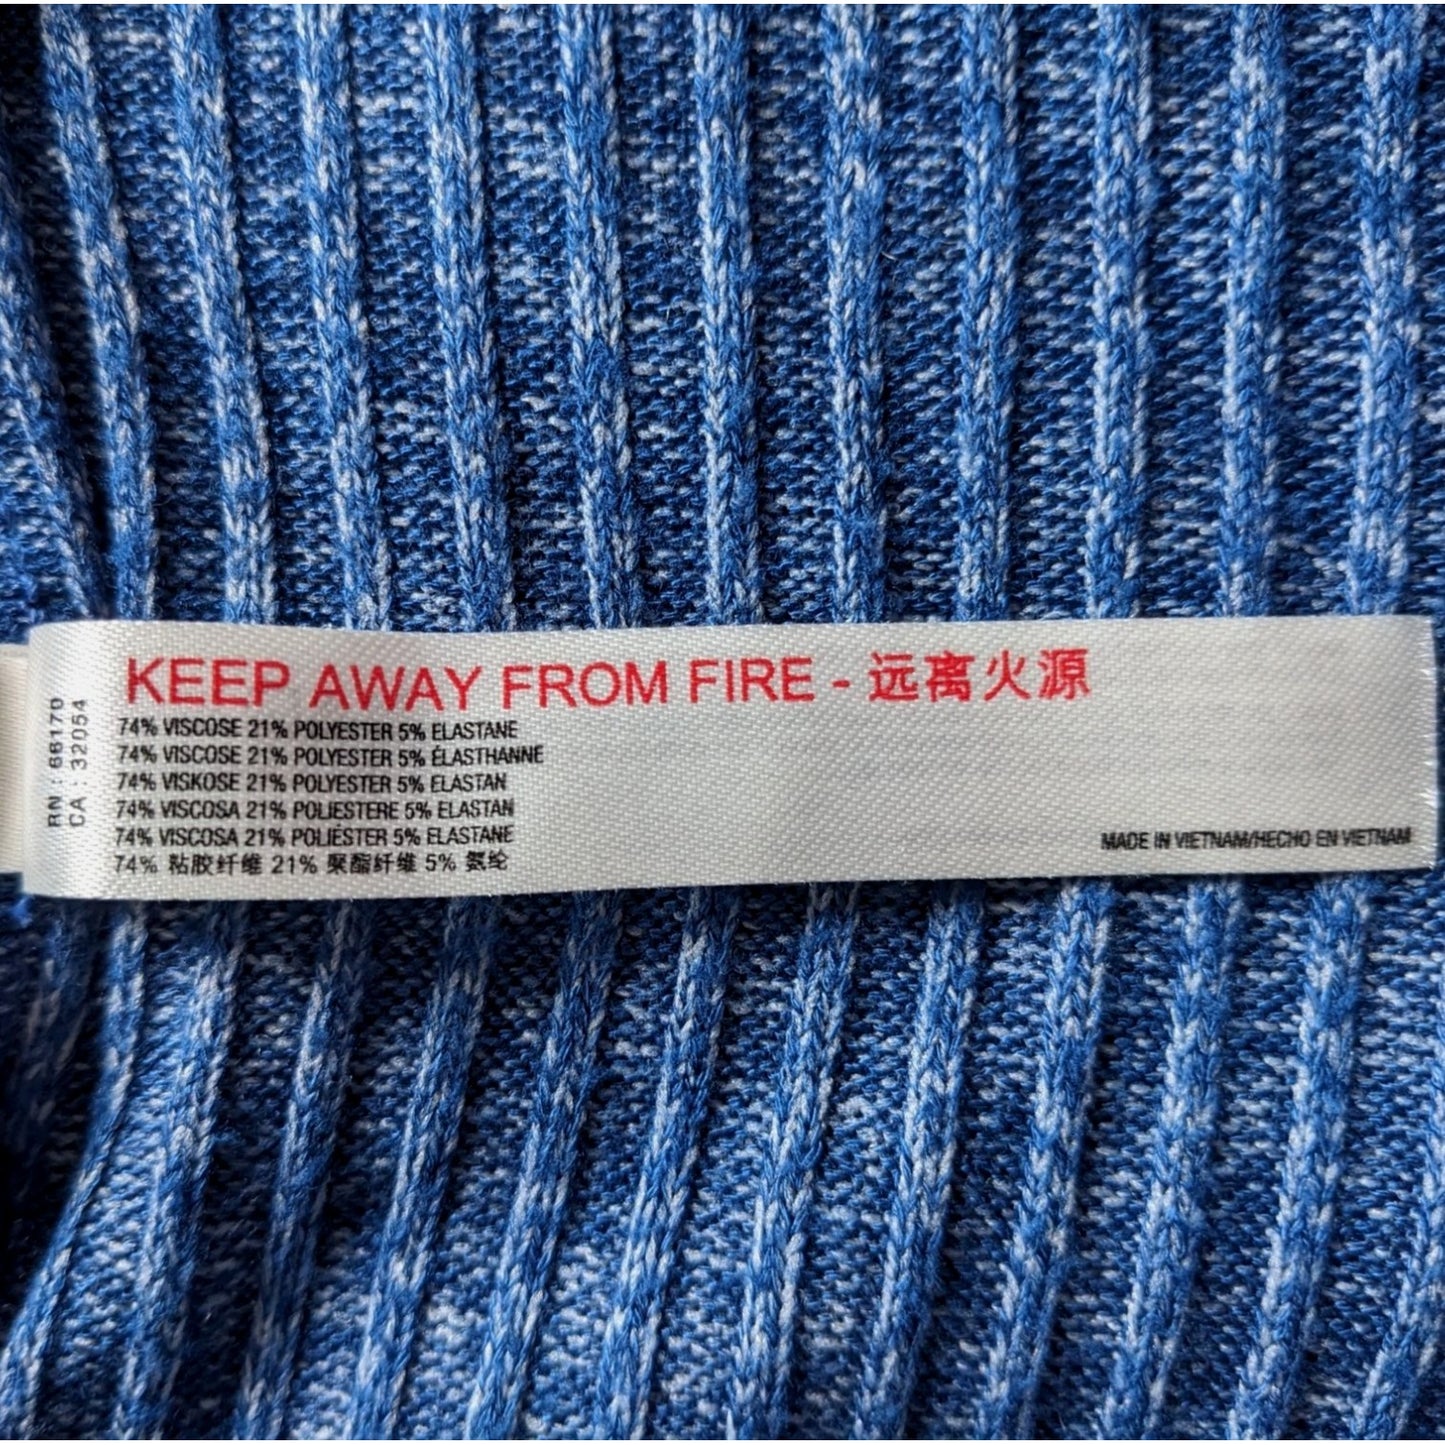 KEEP AWAY FROM FIRE - 远离火源
74% VISCOSE 21% POLYESTER 5% ELASTANE
74% VISCOSE 21% POLYESTER 5% ÉLASTHANNE
74% VISKOSE 21% POLYESTER 5% ELASTAN
74% VISCOSA 21% POLIESTERE 5% ELASTAN
74% VISCOSA 21% POLIÉSTER 5% ELASTANE
74% 粘胶纤维 21% 聚酯纤维 5% 氨纶
MADE IN VIETNAM/HECHO EN VIETNAM
RN : 66170
CA : 32054